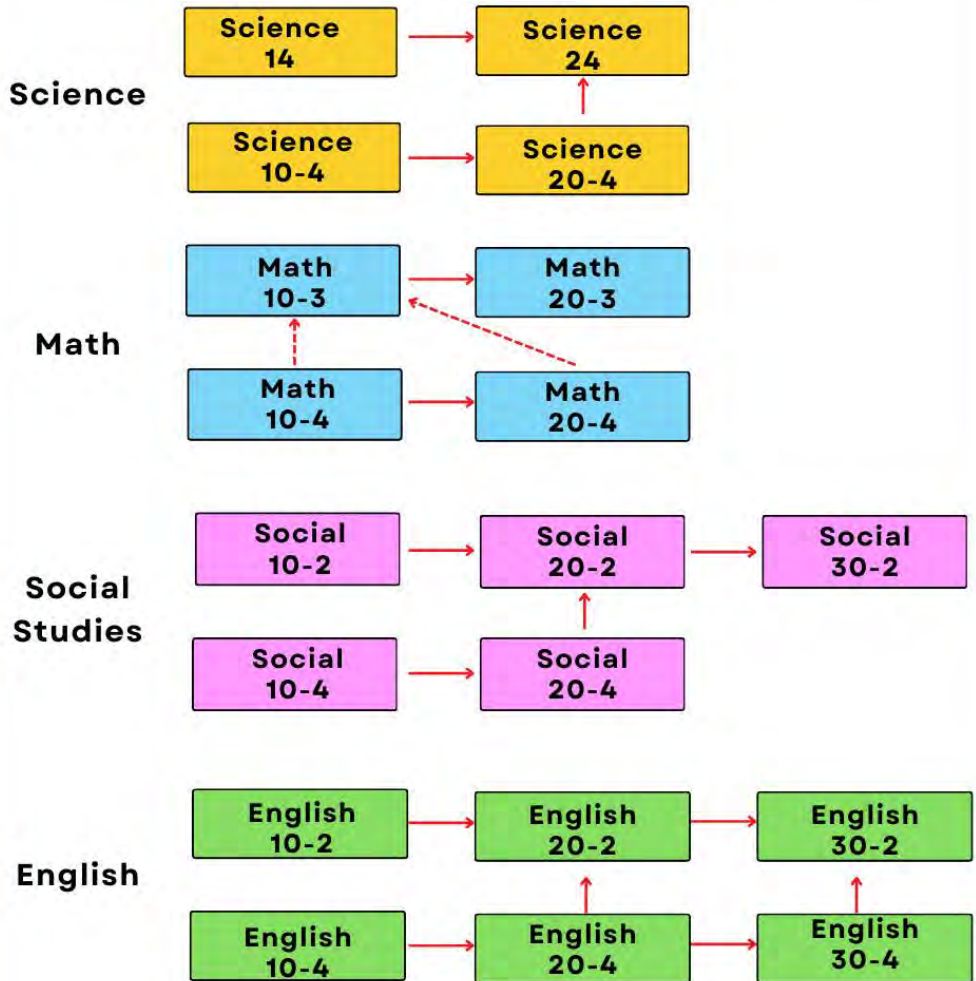 Science
Science
14
Science
24
Science
10-4
Science
20-4
Math
Math
10-3
Math
20-3
Math
10-4
Math
20-4
Social
Studies
Social
10-2
Social
20-2
Social
30-2
Social
10-4
Social
20-4
English
English
10-2
English
20-2
English
30-2
English
10-4
English
20-4
English
30-4